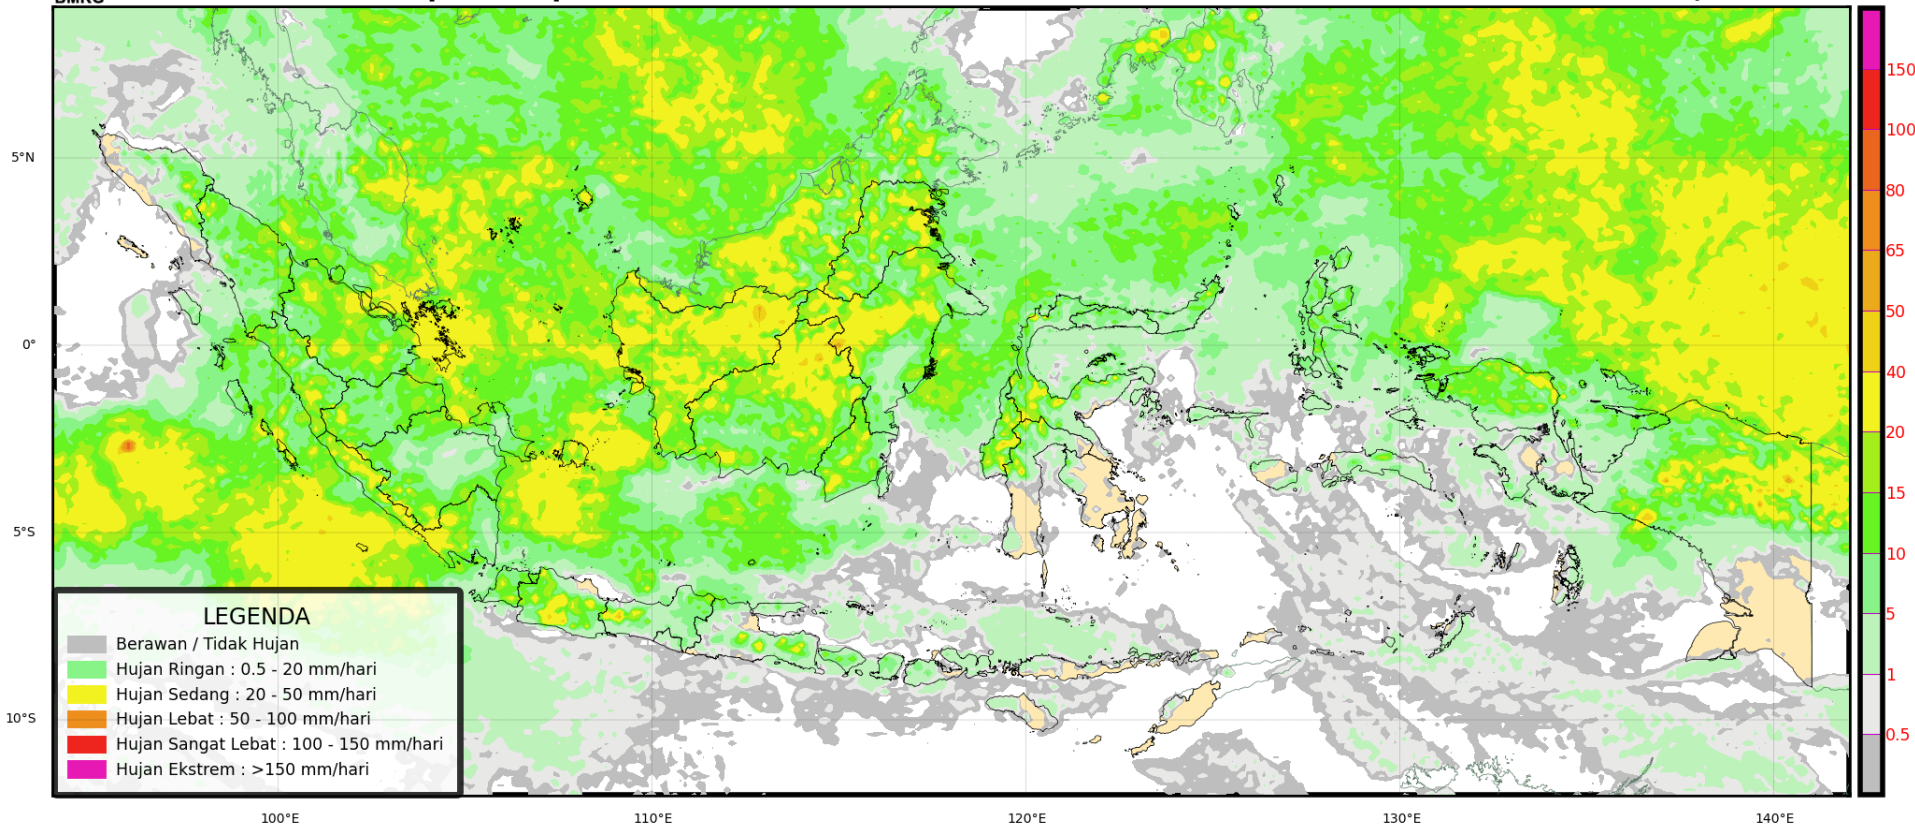 BMKG
5°N
0°
5°S
10°S
100°E
110°E
120°E
130°E
140°E
LEGENDA
Berawan / Tidak Hujan
Hujan Ringan : 0.5 - 20 mm/hari
Hujan Sedang : 20 - 50 mm/hari
Hujan Lebat : 50 - 100 mm/hari
Hujan Sangat Lebat : 100 - 150 mm/hari
Hujan Ekstrem : >150 mm/hari
150
100
80
65
50
40
20
15
10
5
1
0.5